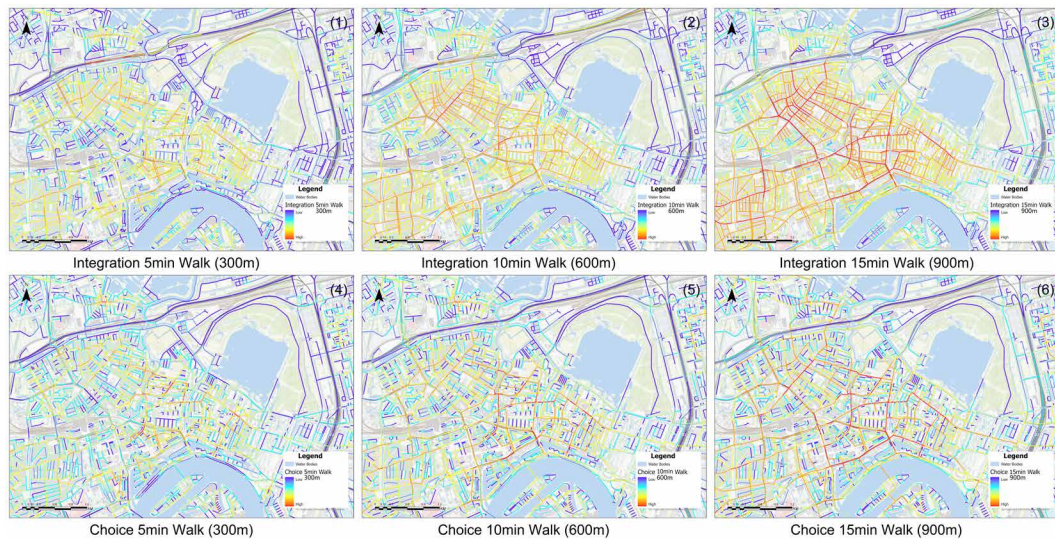 (1)
Legend
Water Bodies
Integration 5min Walk
300m
Low
High
Integration 5min Walk (300m)
(2)
Legend
Water Bodies
Integration 10min Walk
600m
Low
High
Integration 10min Walk (600m)
(3)
Legend
Water Bodies
Integration 15min Walk
900m
Low
High
Integration 15min Walk (900m)
(4)
Legend
Water Bodies
Choice 5min Walk
300m
Low
High
Choice 5min Walk (300m)
(5)
Legend
Water Bodies
Choice 10min Walk
600m
Low
High
Choice 10min Walk (600m)
(6)
Legend
Water Bodies
Choice 15min Walk
900m
Low
High
Choice 15min Walk (900m)